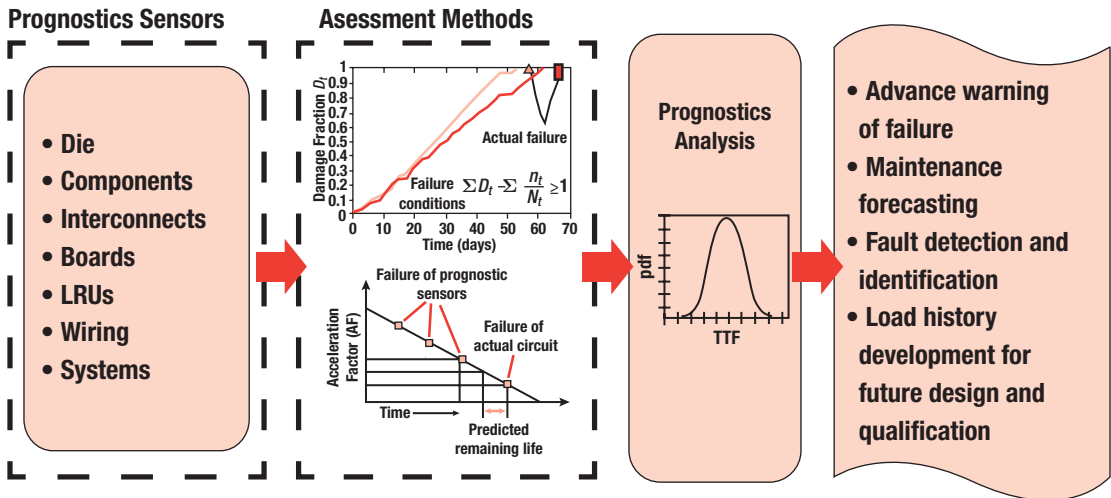 Prognostics Sensors
• Die
• Components
• Interconnects
• Boards
• LRUs
• Wiring
• Systems
Asessment Methods
Damage Fraction Dₜ
1
0.9
0.8
0.7
0.6
0.5
0.4
0.3
0.2
0.1
0
0 10 20 30 40 50 60 70
Time (days)
Actual failure
Failure
conditions
∑Dₜ -∑ nₜ/Nₜ ≥1
Failure of prognostic
sensors
Failure of
actual circuit
Acceleration
Factor (AF)
Time
Predicted
remaining life
Prognostics
Analysis
pdf
TTF
• Advance warning
of failure
• Maintenance
forecasting
• Fault detection and
identification
• Load history
development for
future design and
qualification